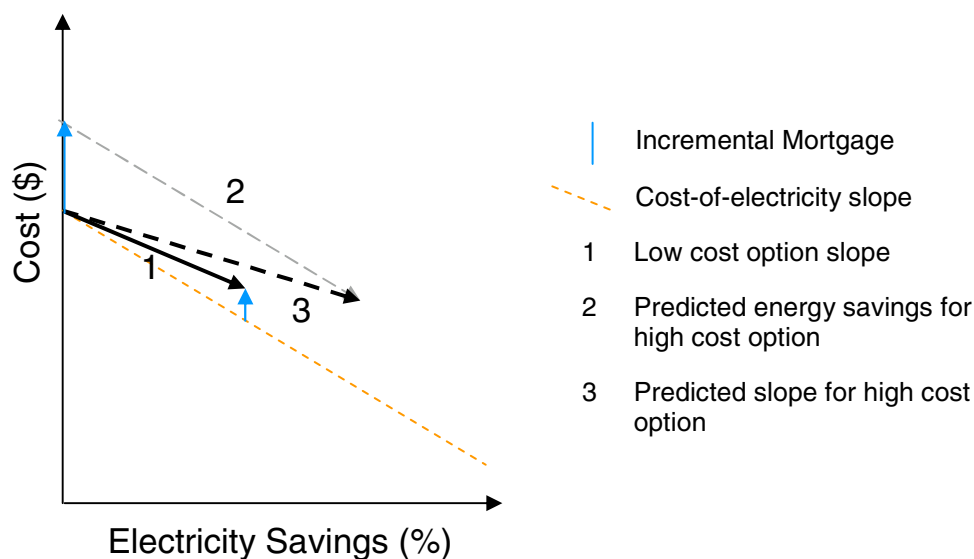 Cost ($)
2
1
3
Electricity Savings (%)
Incremental Mortgage
Cost-of-electricity slope
1 Low cost option slope
2 Predicted energy savings for
high cost option
3 Predicted slope for high cost
option